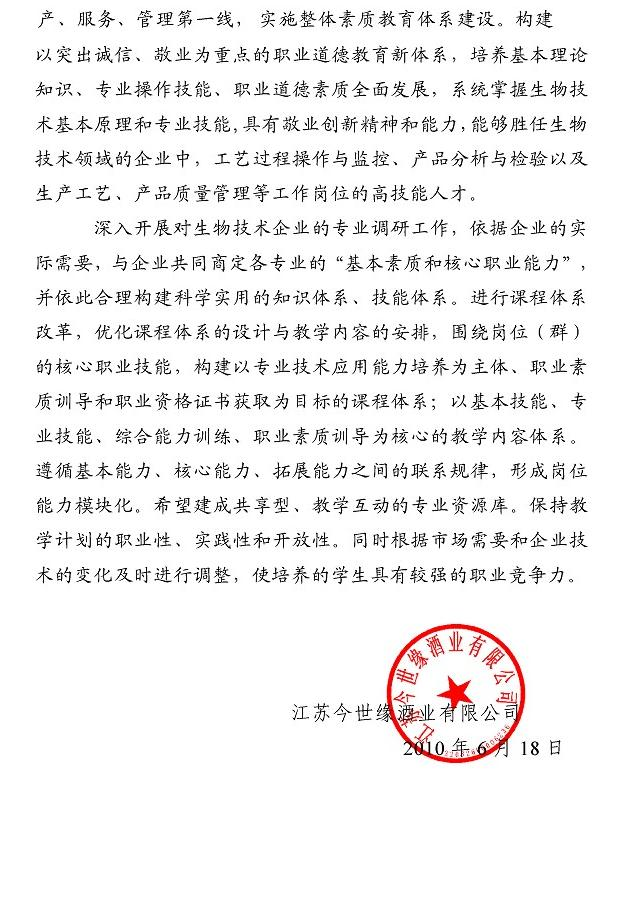 产、服务、管理第一线， 实施整体素质教育体系建设。构建
以突出诚信、敬业为重点的职业道德教育新体系，培养基本理论
知识、专业操作技能、职业道德素质全面发展，系统掌握生物技
术基本原理和专业技能,具有敬业创新精神和能力,能够胜任生物
技术领域的企业中，工艺过程操作与监控、产品分析与检验以及
生产工艺、产品质量管理等工作岗位的高技能人才。
深入开展对生物技术企业的专业调研工作，依据企业的实
际需要，与企业共同商定各专业的“基本素质和核心职业能力”，
并依此合理构建科学实用的知识体系、技能体系。进行课程体系
改革，优化课程体系的设计与教学内容的安排，围绕岗位（群）
的核心职业技能，构建以专业技术应用能力培养为主体、职业素
质训导和职业资格证书获取为目标的课程体系；以基本技能、专
业技能、综合能力训练、职业素质训导为核心的教学内容体系。
遵循基本能力、核心能力、拓展能力之间的联系规律，形成岗位
能力模块化。希望建成共享型、教学互动的专业资源库。保持教
学计划的职业性、实践性和开放性。同时根据市场需要和企业技
术的变化及时进行调整，使培养的学生具有较强的职业竞争力。
江苏今世缘酒业有限公司
江苏今世缘酒业有限公司
2010 年 6 月 18 日